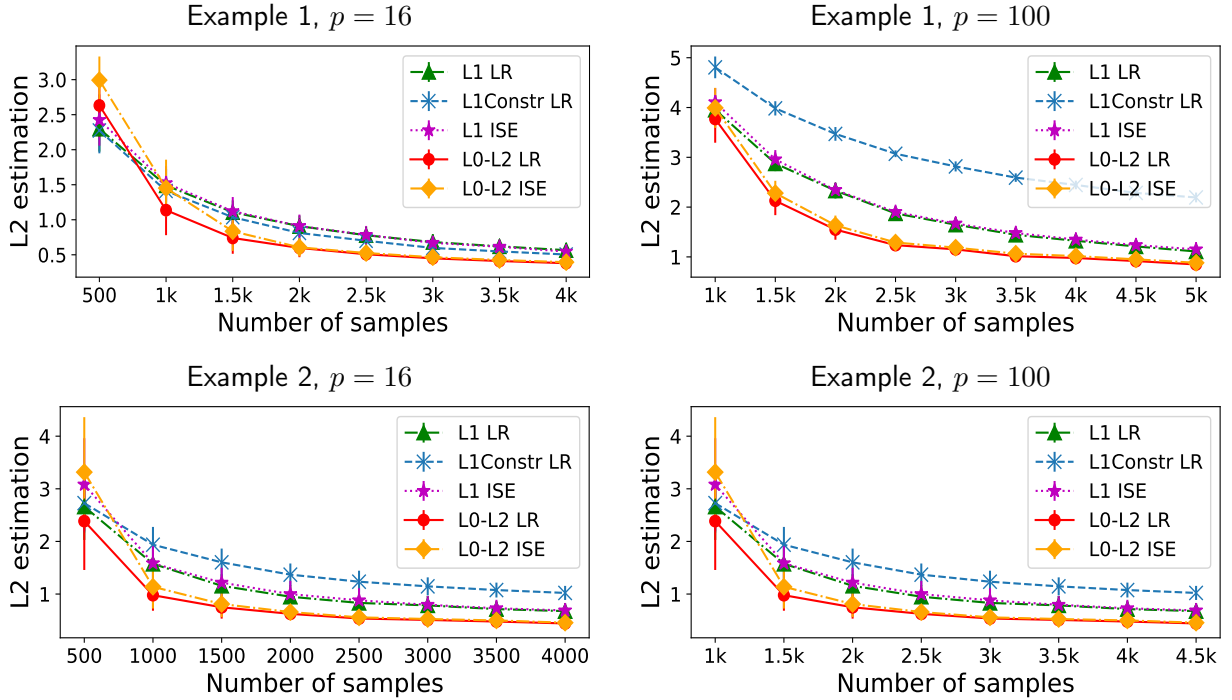 Example 1, p = 16
L2 estimation
3.0
2.5
2.0
1.5
1.0
0.5
L1 LR
L1Constr LR
L1 ISE
L0-L2 LR
L0-L2 ISE
500 1k 1.5k 2k 2.5k 3k 3.5k 4k
Number of samples
Example 1, p = 100
L2 estimation
5
4
3
2
1
L1 LR
L1Constr LR
L1 ISE
L0-L2 LR
L0-L2 ISE
1k 1.5k 2k 2.5k 3k 3.5k 4k 4.5k 5k
Number of samples
Example 2, p = 16
L2 estimation
4
3
2
1
L1 LR
L1Constr LR
L1 ISE
L0-L2 LR
L0-L2 ISE
500 1000 1500 2000 2500 3000 3500 4000
Number of samples
Example 2, p = 100
L2 estimation
4
3
2
1
L1 LR
L1Constr LR
L1 ISE
L0-L2 LR
L0-L2 ISE
1k 1.5k 2k 2.5k 3k 3.5k 4k 4.5k
Number of samples